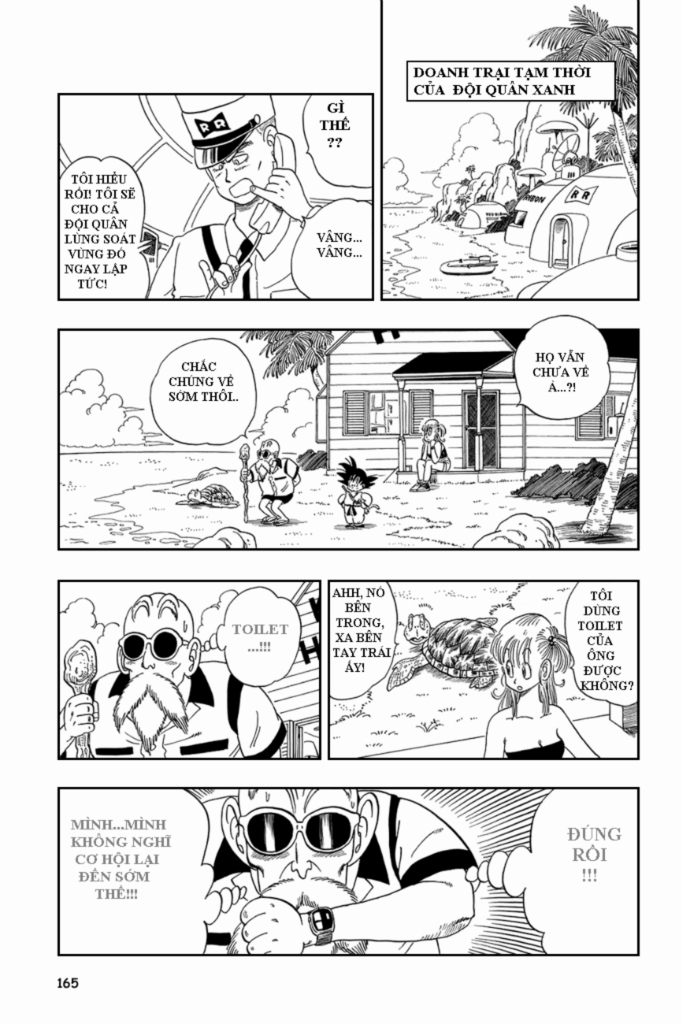 DOANH TRẠI TẠM THỜI
CỦA ĐỘI QUÂN XANH
GÌ
THẾ
??
VÂNG...
VÂNG...
TÔI HIỂU
RỒI! TÔI SẼ
CHO CẢ
ĐỘI QUÂN
LÙNG SOÁT
VÙNG ĐÓ
NGAY LẬP
TỨC!
HỌ VẪN
CHƯA VỀ
À...?!
CHẮC
CHÚNG VỀ
SỚM THÔI..
TÔI
DÙNG
TOILET
CỦA
ÔNG
ĐƯỢC
KHÔNG?
AHH, NÓ
BÊN
TRONG,
XA BÊN
TAY TRÁI
ẤY!
TOILET
...!!!
ĐÚNG
RỒI
!!!
MÌNH...MÌNH
KHÔNG NGHĨ
CƠ HỘI LẠI
ĐẾN SỚM
THẾ!!!
165